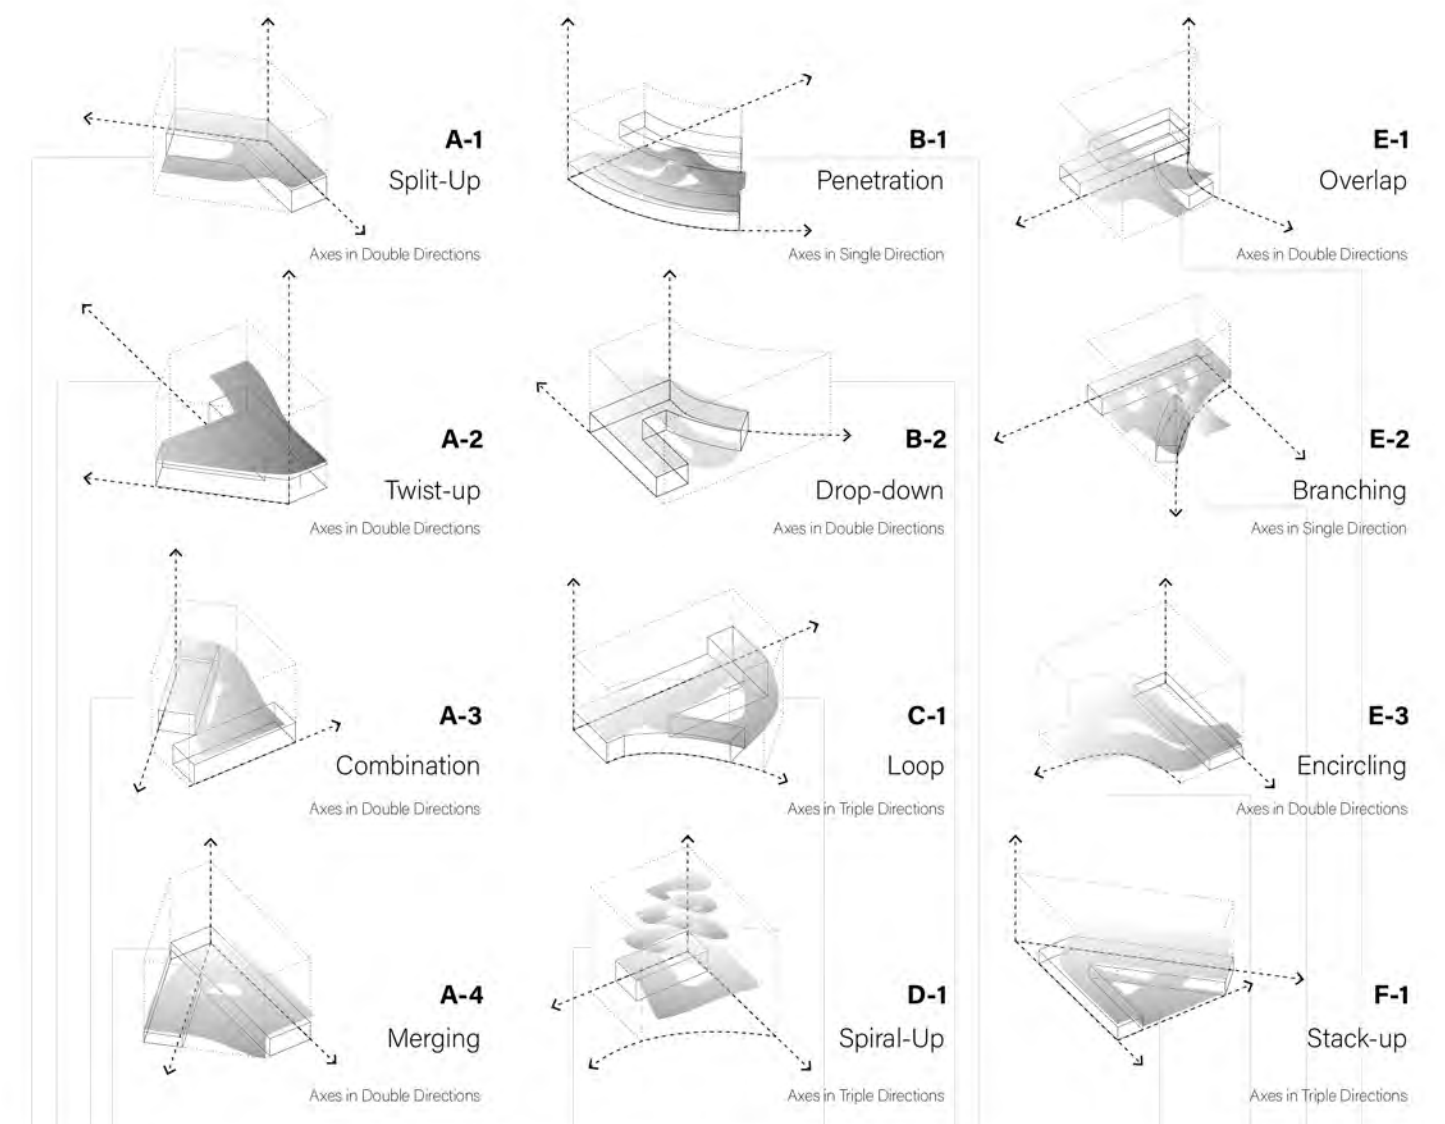 A-1
Split-Up
Axes in Double Directions
A-2
Twist-up
Axes in Double Directions
A-3
Combination
Axes in Double Directions
A-4
Merging
Axes in Double Directions
B-1
Penetration
Axes in Single Direction
B-2
Drop-down
Axes in Double Directions
C-1
Loop
Axes in Triple Directions
D-1
Spiral-Up
Axes in Triple Directions
E-1
Overlap
Axes in Double Directions
E-2
Branching
Axes in Single Direction
E-3
Encircling
Axes in Double Directions
F-1
Stack-up
Axes in Triple Directions